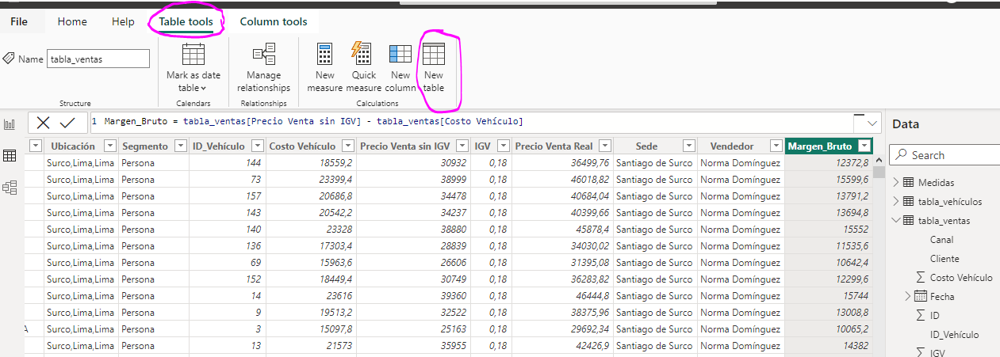 File Home Help Table tools Column tools
Name tabla_ventas
Mark as date table
Manage relationships
New measure
Quick measure
New column
New table
Structure Calendars Relationships Calculations
1 Margen_Bruto = tabla_ventas[Precio Venta sin IGV] - tabla_ventas[Costo Vehículo]
Ubicación Segmento ID_Vehículo Costo Vehículo Precio Venta sin IGV IGV Precio Venta Real Sede Vendedor Margen_Bruto
Surco,Lima,Lima Persona 144 18559,2 30932 0,18 36499,76 Santiago de Surco Norma Domínguez 12372,8
Surco,Lima,Lima Persona 73 23399,4 38999 0,18 46018,82 Santiago de Surco Norma Domínguez 15599,6
Surco,Lima,Lima Persona 157 20686,8 34478 0,18 40684,04 Santiago de Surco Norma Domínguez 13791,2
Surco,Lima,Lima Persona 143 20542,2 34237 0,18 40399,66 Santiago de Surco Norma Domínguez 13694,8
Surco,Lima,Lima Persona 140 23328 38880 0,18 45878,4 Santiago de Surco Norma Domínguez 15552
Surco,Lima,Lima Persona 136 17303,4 28839 0,18 34030,02 Santiago de Surco Norma Domínguez 11535,6
Surco,Lima,Lima Persona 69 15963,6 26606 0,18 31395,08 Santiago de Surco Norma Domínguez 10642,4
Surco,Lima,Lima Persona 152 18449,4 30749 0,18 36283,82 Santiago de Surco Norma Domínguez 12299,6
Surco,Lima,Lima Persona 14 23616 39360 0,18 46444,8 Santiago de Surco Norma Domínguez 15744
Surco,Lima,Lima Persona 9 19513,2 32522 0,18 38375,96 Santiago de Surco Norma Domínguez 13008,8
A Surco,Lima,Lima Persona 3 15097,8 25163 0,18 29692,34 Santiago de Surco Norma Domínguez 10065,2
Surco,Lima,Lima Persona 13 21573 35955 0,18 42426,9 Santiago de Surco Norma Domínguez 14382
Data
Search
Medidas
tabla_vehículos
tabla_ventas
Canal
Cliente
∑ Costo Vehículo
Fecha
∑ ID
ID_Vehículo
∑ IGV